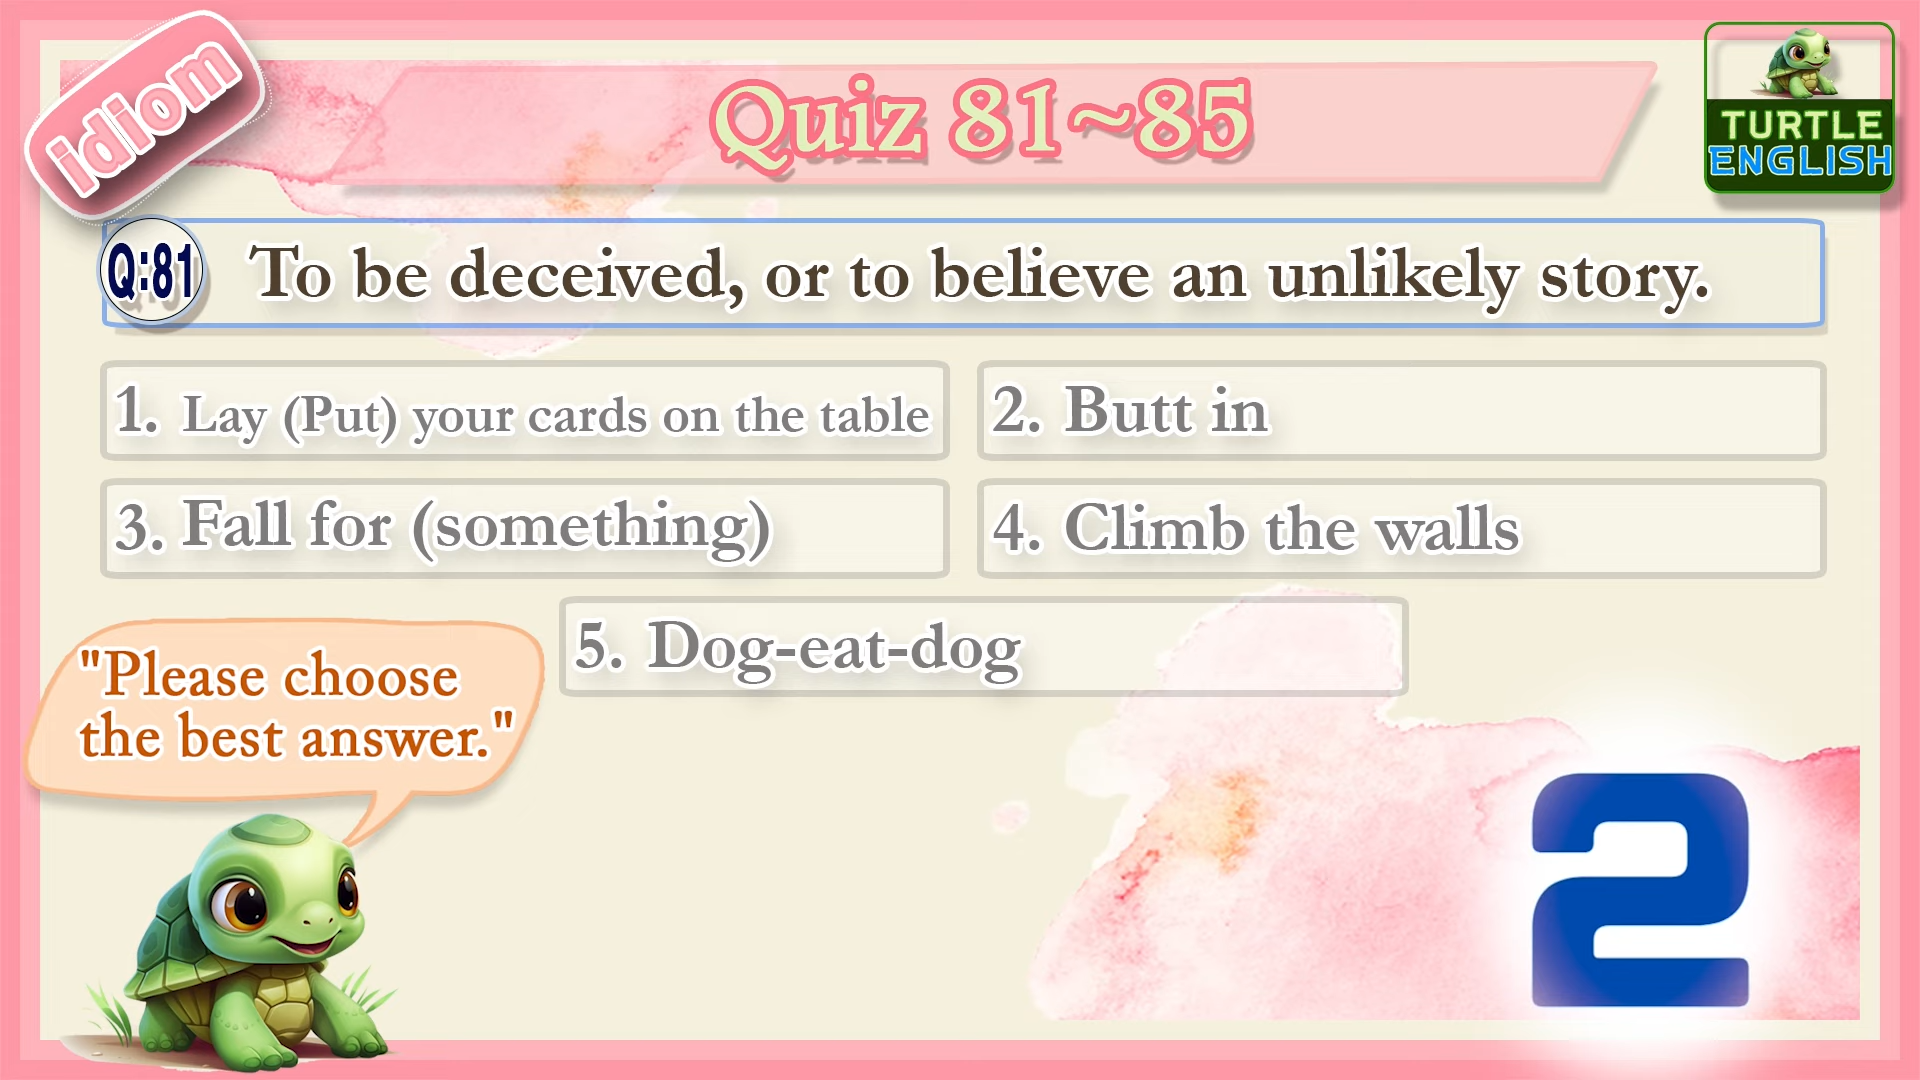 idiom
Quiz 81~85
TURTLE
ENGLISH
Q:81 To be deceived, or to believe an unlikely story.
1. Lay (Put) your cards on the table
2. Butt in
3. Fall for (something)
4. Climb the walls
5. Dog-eat-dog
"Please choose
the best answer."
2